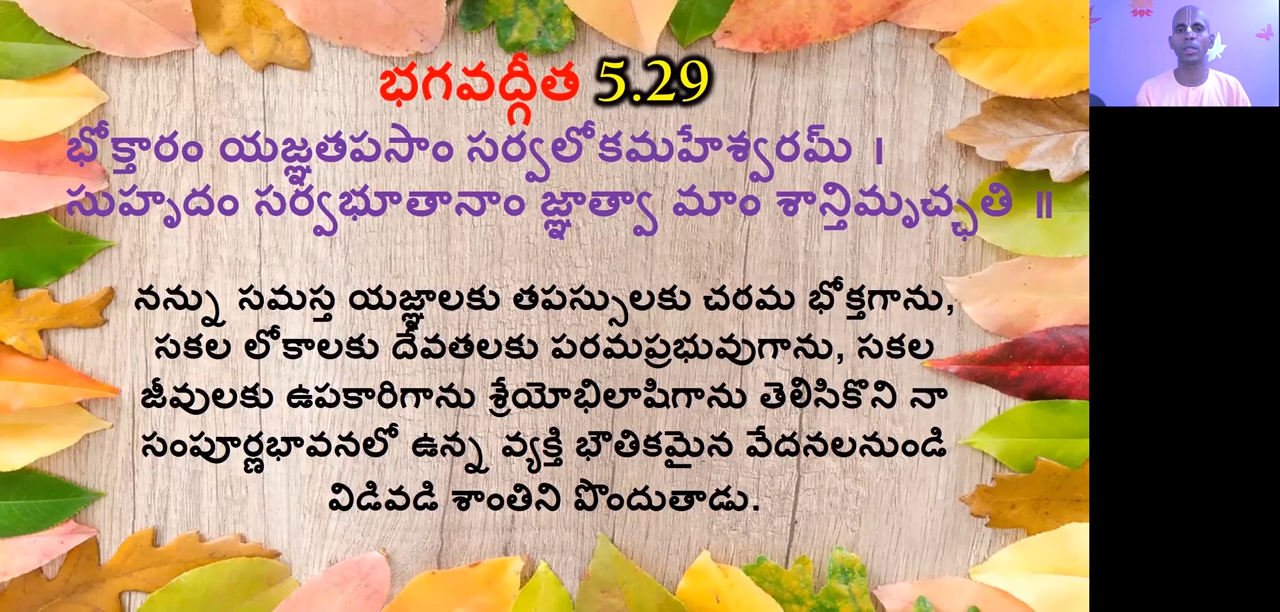 భగవద్గీత 5.29
భోక్తారం యజ్ఞతపసాం సర్వలోకమహేశ్వరమ్ ।
సుహృదం సర్వభూతానాం జ్ఞాత్వా మాం శాన్తిమృచ్ఛతి ॥
నన్ను సమస్త యజ్ఞాలకు తపస్సులకు చరమ భోక్తగాను,
సకల లోకాలకు దేవతలకు పరమప్రభువుగాను, సకల
జీవులకు ఉపకారిగాను శ్రేయోభిలాషిగాను తెలిసికొని నా
సంపూర్ణభావనలో ఉన్న వ్యక్తి భౌతికమైన వేదనలనుండి
విడివడి శాంతిని పొందుతాడు.